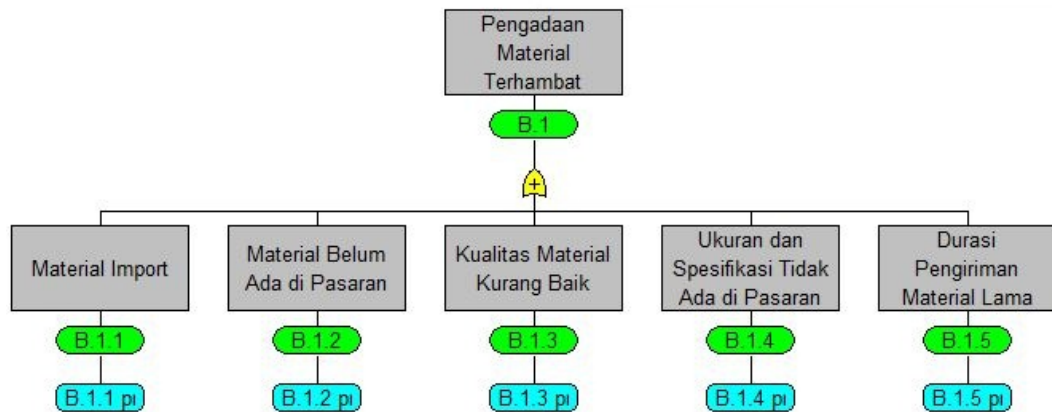 Pengadaan
Material
Terhambat
B.1
+
Material Import
Material Belum
Ada di Pasaran
Kualitas Material
Kurang Baik
Ukuran dan
Spesifikasi Tidak
Ada di Pasaran
Durasi
Pengiriman
Material Lama
B.1.1
B.1.2
B.1.3
B.1.4
B.1.5
B.1.1 pı
B.1.2 pı
B.1.3 pı
B.1.4 pı
B.1.5 pı